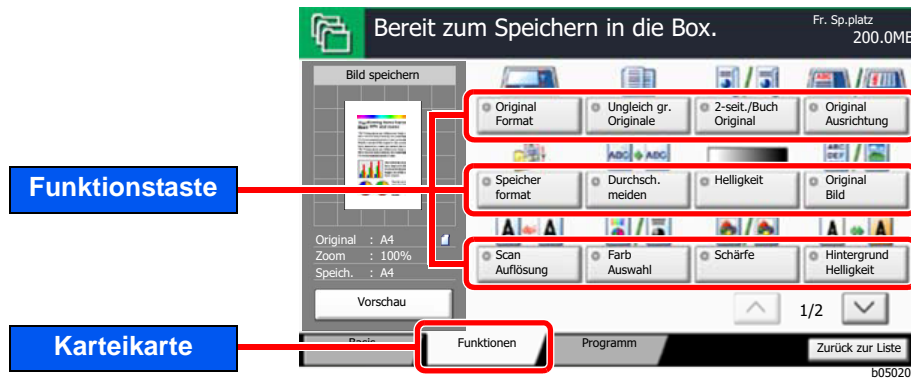 Bereit zum Speichern in die Box.
Fr. Sp.platz
200.0MB
Bild speichern
Original
Format
Ungleich gr.
Originale
2-seit./Buch
Original
Original
Ausrichtung
Funktionstaste
Speicher
format
Durchsch.
meiden
Helligkeit
Original
Bild
Original : A4
Zoom : 100%
Speich. : A4
Scan
Auflösung
Farb
Auswahl
Schärfe
Hintergrund
Helligkeit
Vorschau
1/2
Karteikarte
Basis
Funktionen
Programm
Zurück zur Liste
b05020